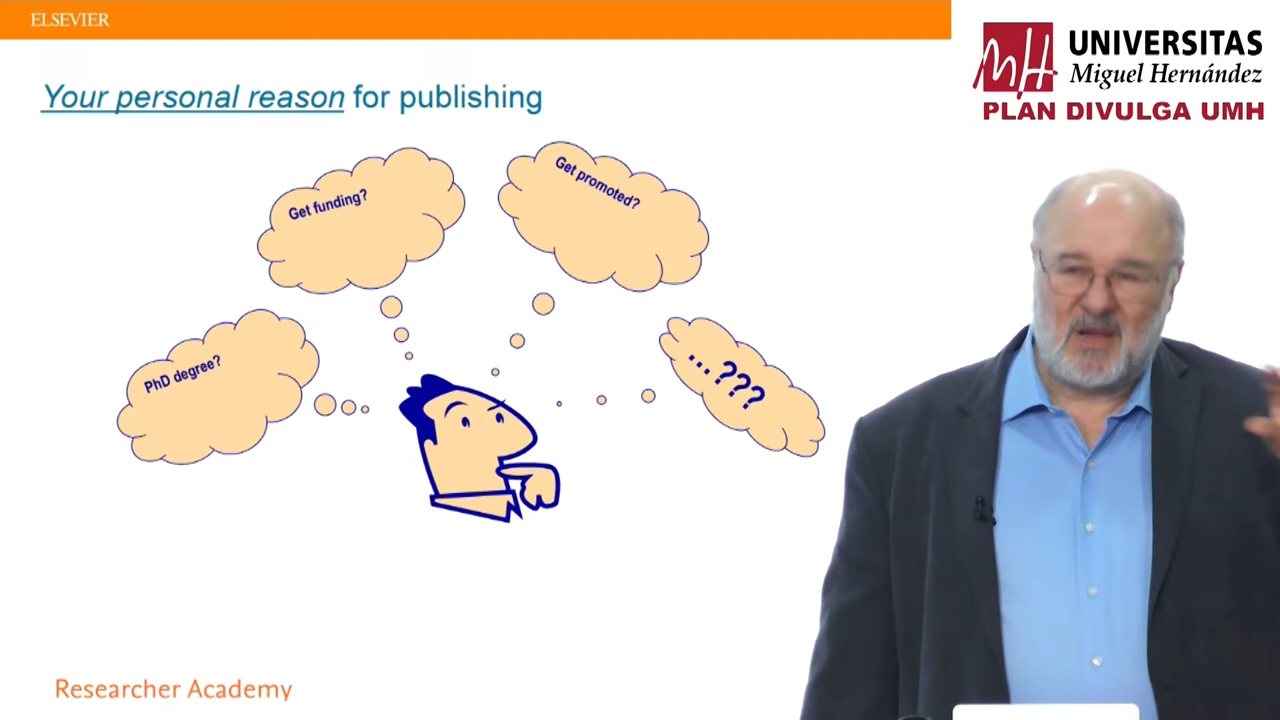 ELSEVIER
UNIVERSITAS
Miguel Hernández
PLAN DIVULGA UMH
Your personal reason for publishing
Get funding?
Get promoted?
PhD degree?
...???
Researcher Academy